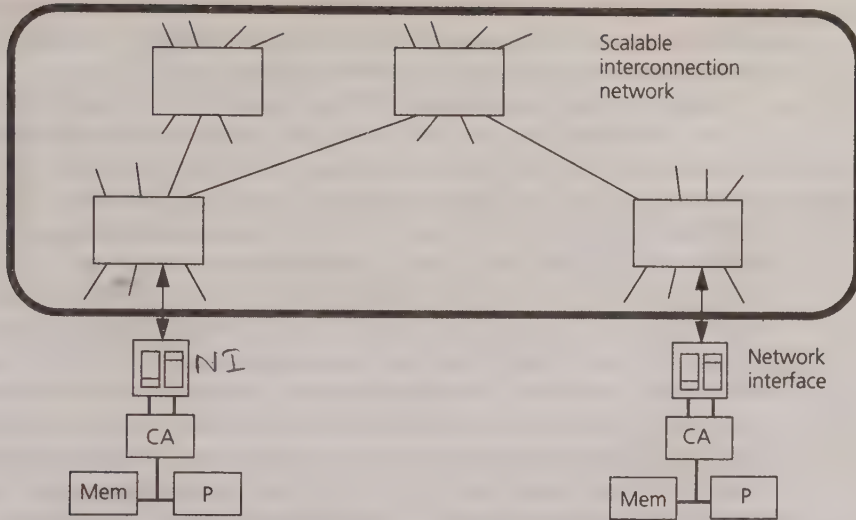 Scalable
interconnection
network
NI
Network
interface
CA
CA
Mem
P
Mem
P